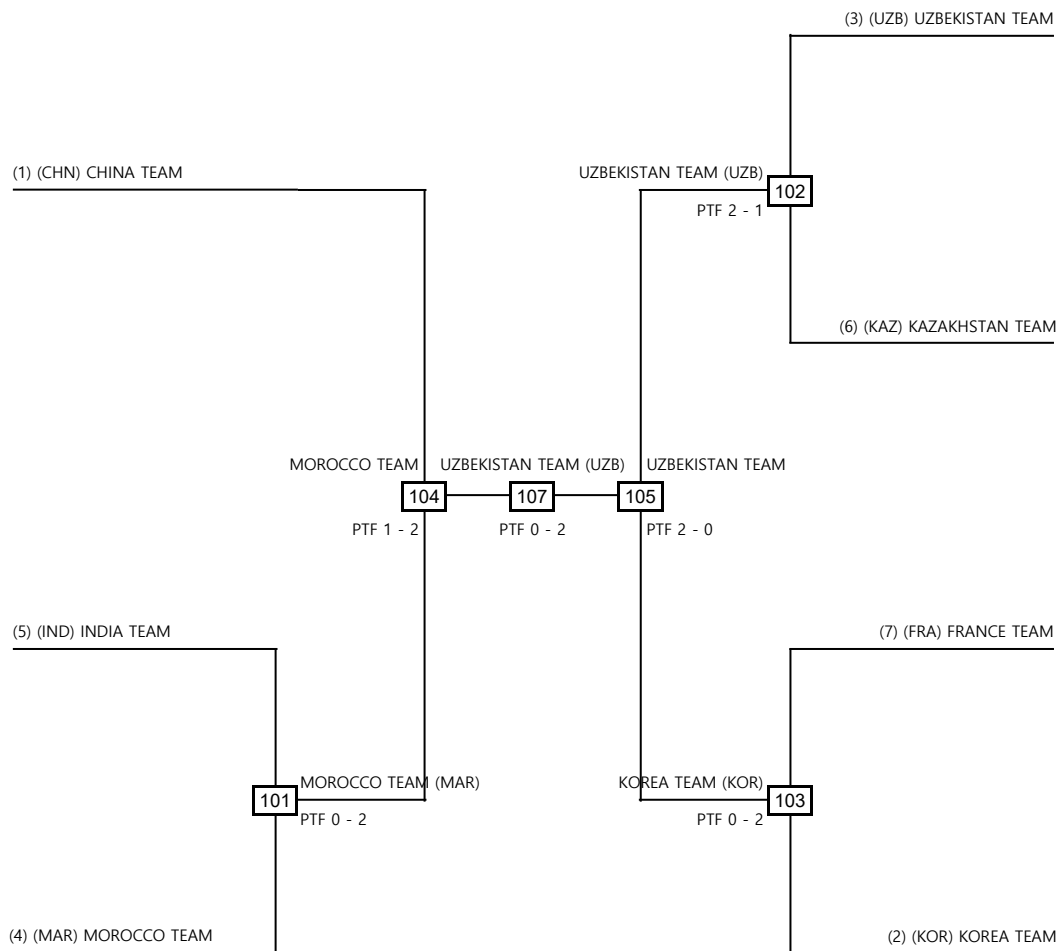 (3) (UZB) UZBEKISTAN TEAM
(1) (CHN) CHINA TEAM
UZBEKISTAN TEAM (UZB)
102
PTF 2 - 1
(6) (KAZ) KAZAKHSTAN TEAM
MOROCCO TEAM
UZBEKISTAN TEAM (UZB)
UZBEKISTAN TEAM
104
107
105
PTF 1 - 2
PTF 0 - 2
PTF 2 - 0
(5) (IND) INDIA TEAM
(7) (FRA) FRANCE TEAM
MOROCCO TEAM (MAR)
KOREA TEAM (KOR)
101
103
PTF 0 - 2
PTF 0 - 2
(4) (MAR) MOROCCO TEAM
(2) (KOR) KOREA TEAM